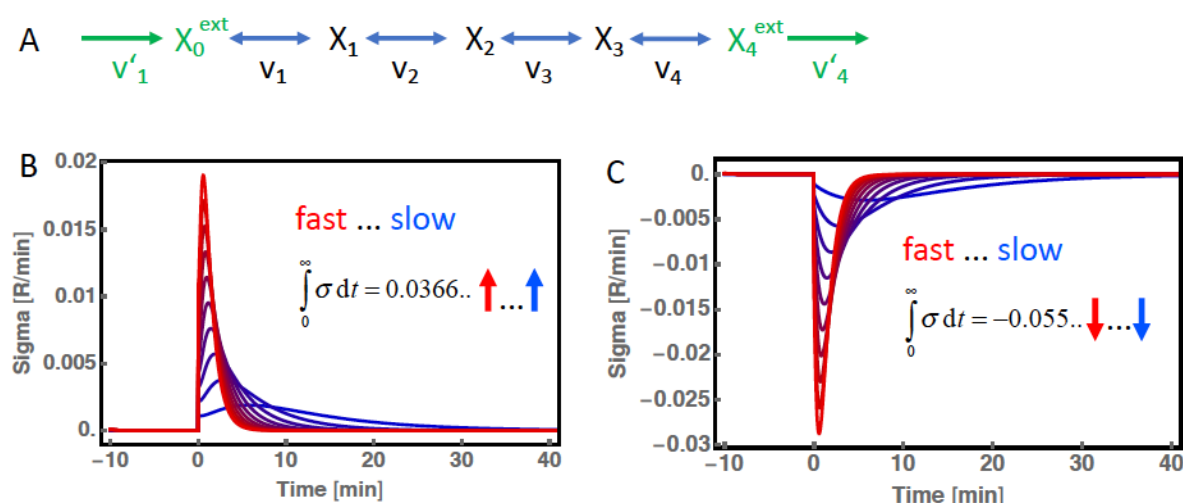 A
X₀ᵉˣᵗ X₁ X₂ X₃ X₄ᵉˣᵗ
v‘₁ v₁ v₂ v₃ v₄ v‘₄
B
0.02
0.015
0.01
0.005
0.
Sigma [R/min]
fast ... slow
∞
∫ σ dt = 0.0366.. ...
0
−10 0 10 20 30 40
Time [min]
C
0.
−0.005
−0.01
−0.015
−0.02
−0.025
−0.03
Sigma [R/min]
fast ... slow
∞
∫ σ dt = −0.055.. ...
0
−10 0 10 20 30 40
Time [min]